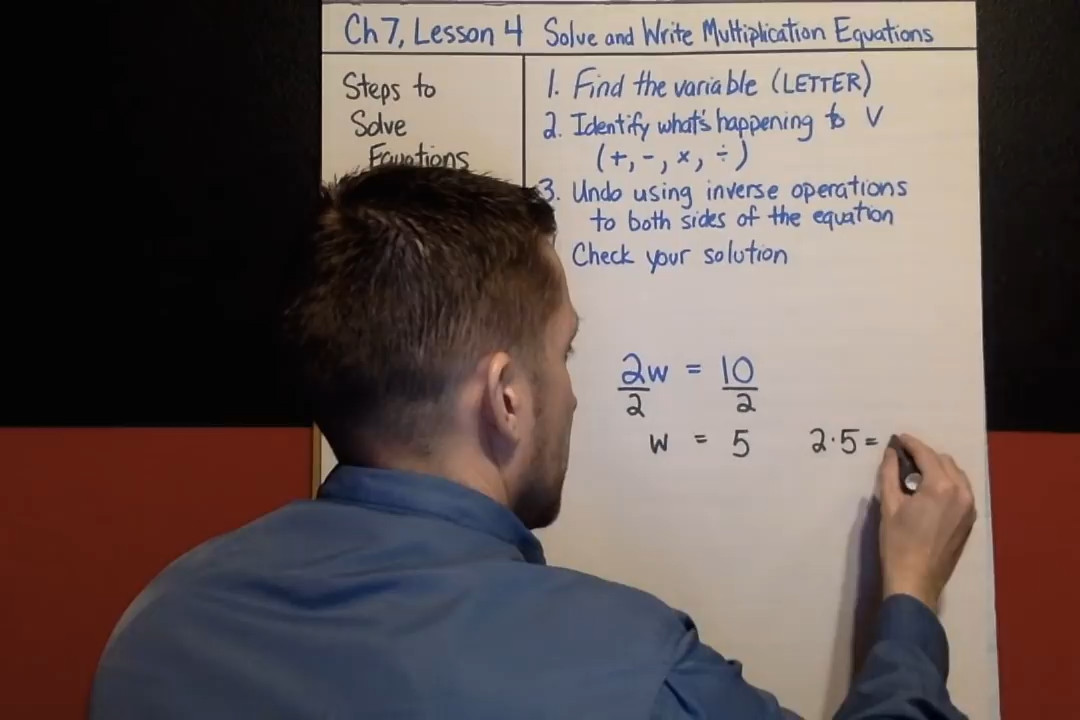 Ch 7, Lesson 4 Solve and Write Multiplication Equations
Steps to
Solve
Equations
1. Find the variable (LETTER)
2. Identify what's happening to V
(+, -, ×, ÷)
3. Undo using inverse operations
to both sides of the equation
Check your solution
2w = 10
2 2
w = 5 2·5=